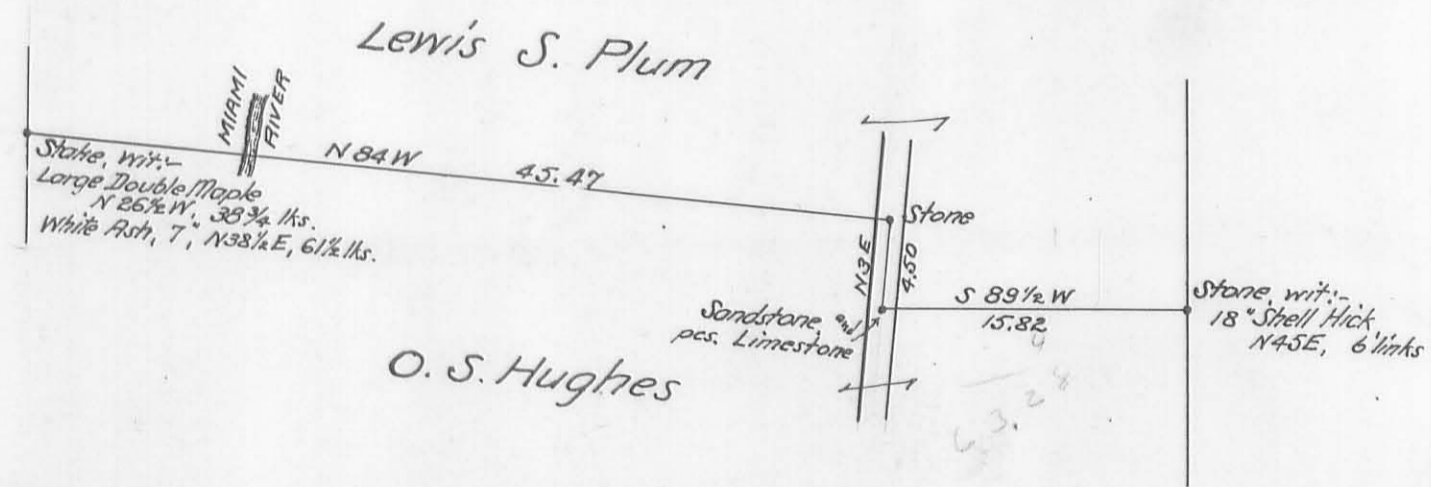 Lewis S. Plum
MIAMI
RIVER
N 84 W 45.47
Stake, wit:-
Large Double Maple
N 26½ W, 38¾ lks.
White Ash, 7", N38½E, 61½ lks.
Stone
N3E
4.50
S 89½ W
15.82
Sandstone, and
pcs. Limestone
Stone, wit:-
18" Shell Hick.
N45E, 6 links
O. S. Hughes